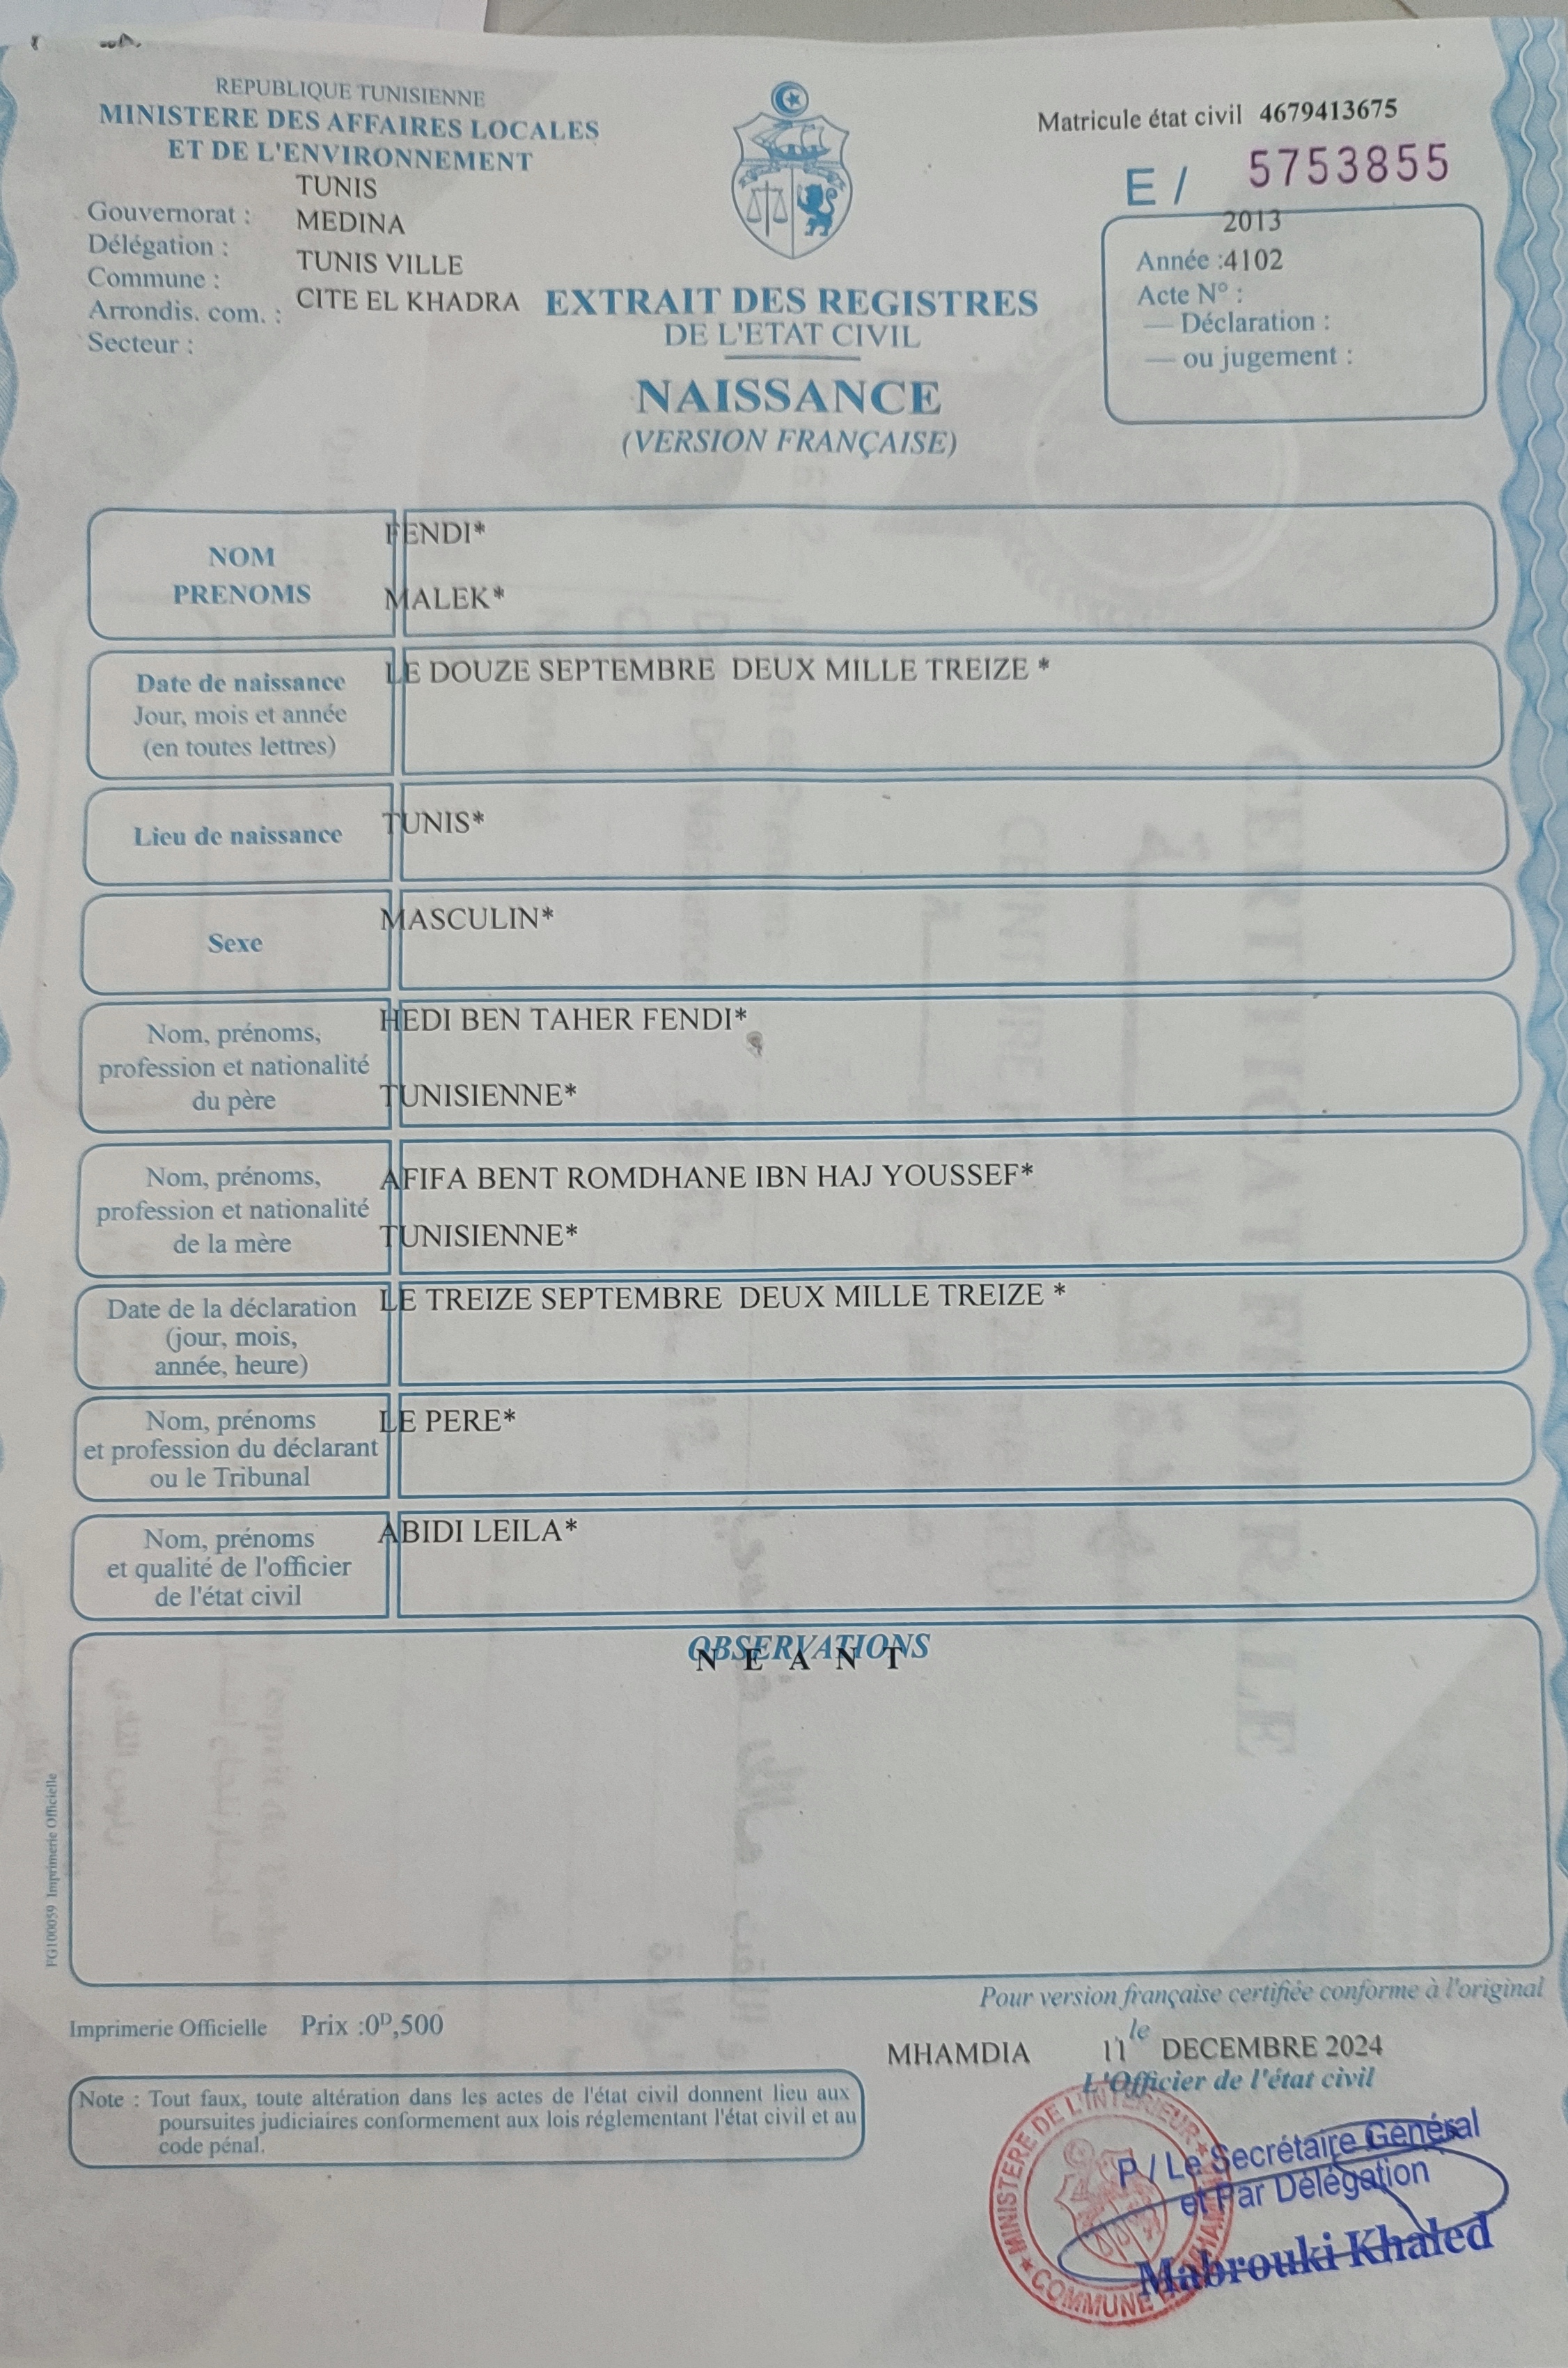 REPUBLIQUE TUNISIENNE
MINISTERE DES AFFAIRES LOCALES
ET DE L'ENVIRONNEMENT
TUNIS
Gouvernorat :
MEDINA
Délégation :
TUNIS VILLE
Commune :
CITE EL KHADRA
Arrondis. com. :
Secteur :
Matricule état civil 4679413675
E / 5753855
2013
Année :4102
Acte N° :
— Déclaration :
— ou jugement :
EXTRAIT DES REGISTRES
DE L'ETAT CIVIL
NAISSANCE
(VERSION FRANÇAISE)
NOM
FENDI*
PRENOMS
MALEK*
Date de naissance
Jour, mois et année
(en toutes lettres)
LE DOUZE SEPTEMBRE DEUX MILLE TREIZE *
Lieu de naissance
TUNIS*
Sexe
MASCULIN*
Nom, prénoms,
profession et nationalité
du père
HEDI BEN TAHER FENDI*
TUNISIENNE*
Nom, prénoms,
profession et nationalité
de la mère
AFIFA BENT ROMDHANE IBN HAJ YOUSSEF*
TUNISIENNE*
Date de la déclaration
(jour, mois,
année, heure)
LE TREIZE SEPTEMBRE DEUX MILLE TREIZE *
Nom, prénoms
et profession du déclarant
ou le Tribunal
LE PERE*
Nom, prénoms
et qualité de l'officier
de l'état civil
ABIDI LEILA*
OBSERVATIONS
N E A N T
FG100059 Imprimerie Officielle
Pour version française certifiée conforme à l'original
Imprimerie Officielle Prix :0ᴰ,500
le
MHAMDIA 11 DECEMBRE 2024
L'Officier de l'état civil
Note : Tout faux, toute altération dans les actes de l'état civil donnent lieu aux
poursuites judiciaires conformement aux lois réglementant l'état civil et au
code pénal.
MINISTERE DE L'INTERIEUR
COMMUNE
P / Le Secrétaire Général
et Par Délégation
Mabrouki Khaled